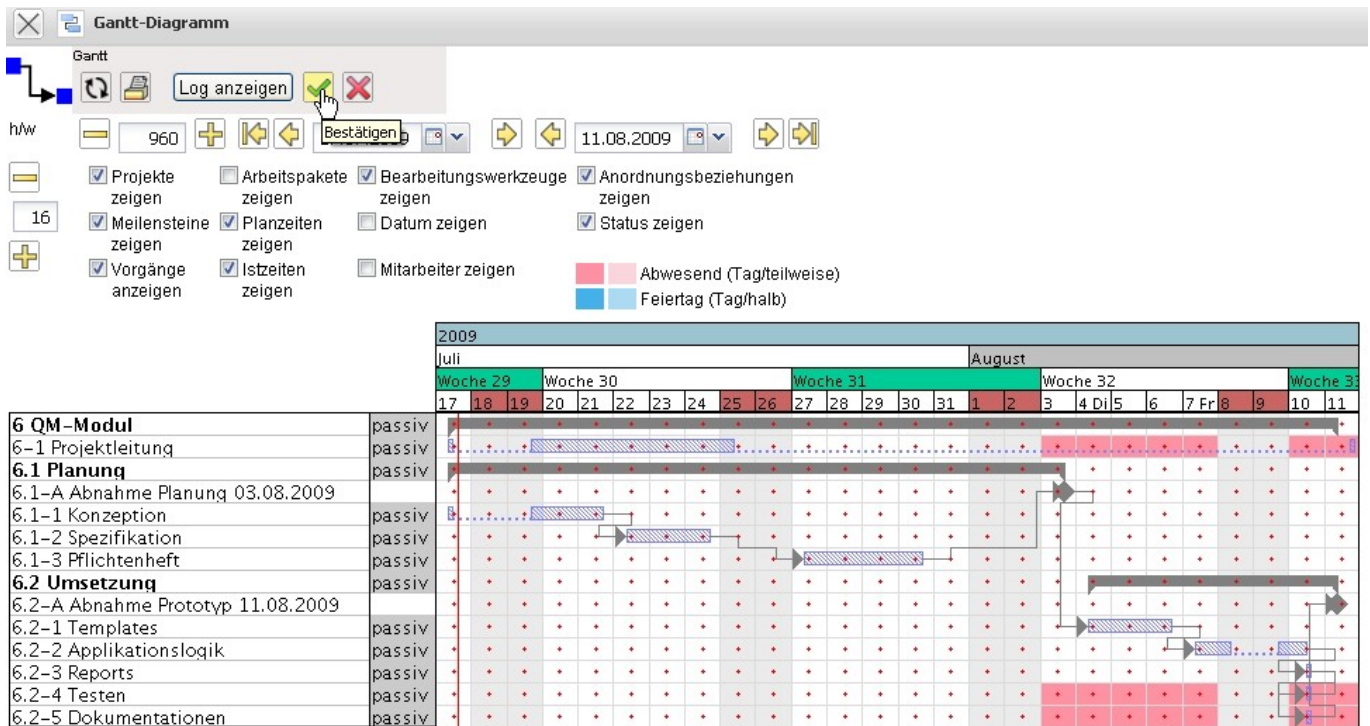 Gantt-Diagramm
Gantt
Log anzeigen
h/w
960
Bestätigen
11.08.2009
16
Projekte zeigen
Arbeitspakete zeigen
Bearbeitungswerkzeuge zeigen
Anordnungsbeziehungen zeigen
Meilensteine zeigen
Planzeiten zeigen
Datum zeigen
Status zeigen
Vorgänge anzeigen
Istzeiten zeigen
Mitarbeiter zeigen
Abwesend (Tag/teilweise)
Feiertag (Tag/halb)
2009
Juli August
Woche 29 Woche 30 Woche 31 Woche 32 Woche 33
17 18 19 20 21 22 23 24 25 26 27 28 29 30 31 1 2 3 4 Di 5 6 7 Fr 8 9 10 11
6 QM-Modul passiv
6-1 Projektleitung passiv
6.1 Planung passiv
6.1-A Abnahme Planung 03.08.2009
6.1-1 Konzeption passiv
6.1-2 Spezifikation passiv
6.1-3 Pflichtenheft passiv
6.2 Umsetzung passiv
6.2-A Abnahme Prototyp 11.08.2009
6.2-1 Templates passiv
6.2-2 Applikationslogik passiv
6.2-3 Reports passiv
6.2-4 Testen passiv
6.2-5 Dokumentationen passiv